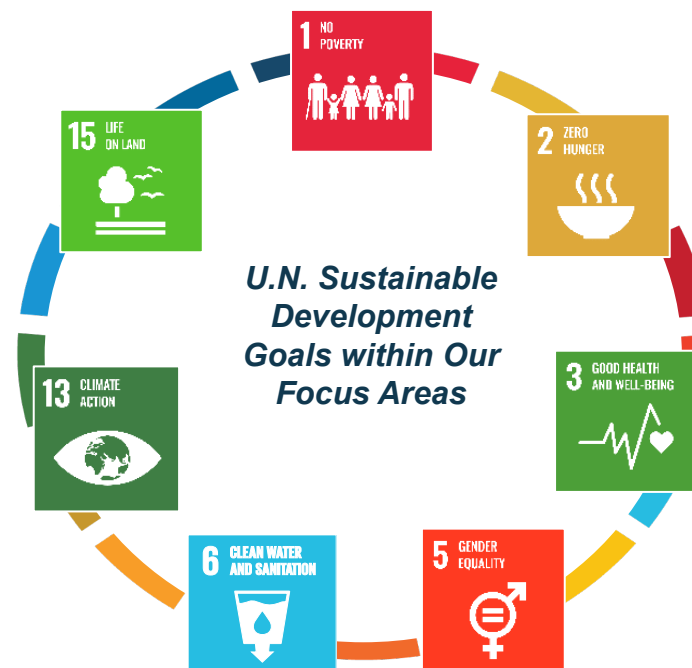 1 NO
POVERTY
15 LIFE
ON LAND
2 ZERO
HUNGER
U.N. Sustainable
Development
Goals within Our
Focus Areas
3 GOOD HEALTH
AND WELL-BEING
13 CLIMATE
ACTION
6 CLEAN WATER
AND SANITATION
5 GENDER
EQUALITY